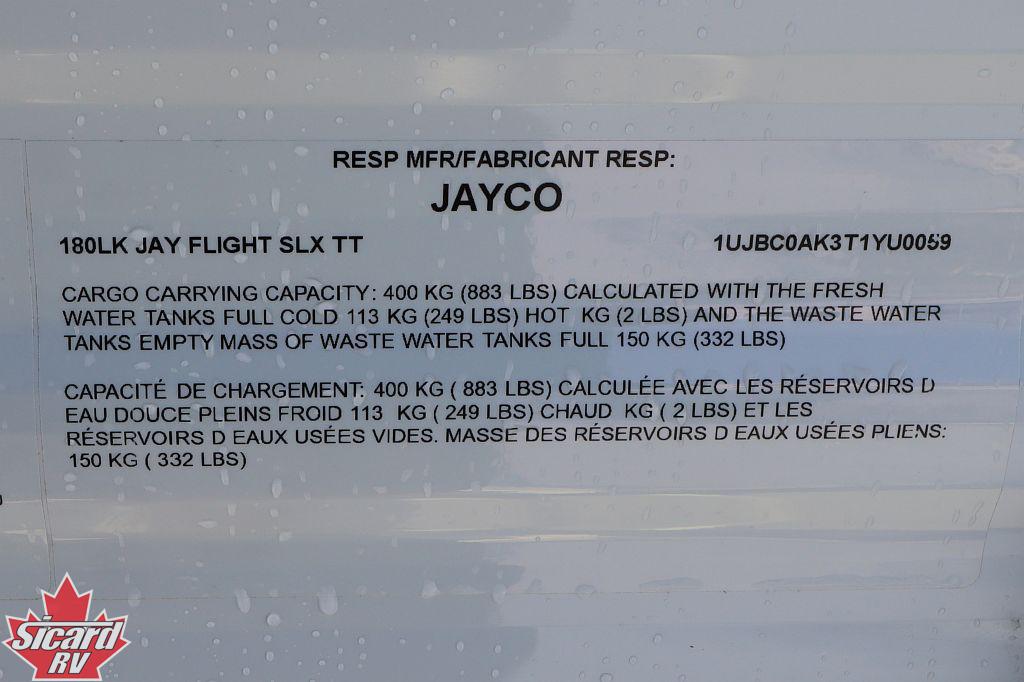 RESP MFR/FABRICANT RESP:
JAYCO
180LK JAY FLIGHT SLX TT 1UJBC0AK3T1YU0059
CARGO CARRYING CAPACITY: 400 KG (883 LBS) CALCULATED WITH THE FRESH
WATER TANKS FULL COLD 113 KG (249 LBS) HOT KG (2 LBS) AND THE WASTE WATER
TANKS EMPTY MASS OF WASTE WATER TANKS FULL 150 KG (332 LBS)
CAPACITÉ DE CHARGEMENT: 400 KG ( 883 LBS) CALCULÉE AVEC LES RÉSERVOIRS D
EAU DOUCE PLEINS FROID 113 KG ( 249 LBS) CHAUD KG ( 2 LBS) ET LES
RÉSERVOIRS D EAUX USÉES VIDES. MASSE DES RÉSERVOIRS D EAUX USÉES PLIENS:
150 KG ( 332 LBS)
Sicard
RV